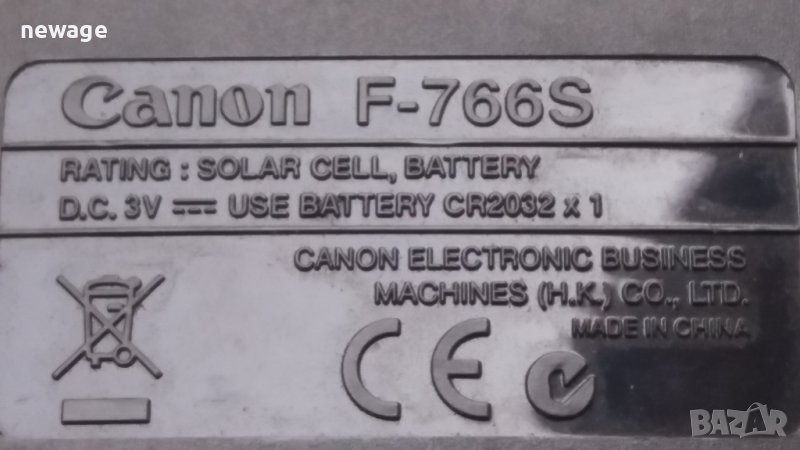 newage
Canon F-766S
RATING : SOLAR CELL, BATTERY
D.C. 3V ⎓ USE BATTERY CR2032 x 1
CANON ELECTRONIC BUSINESS
MACHINES (H.K.) CO., LTD.
MADE IN CHINA
CE
BAZAR